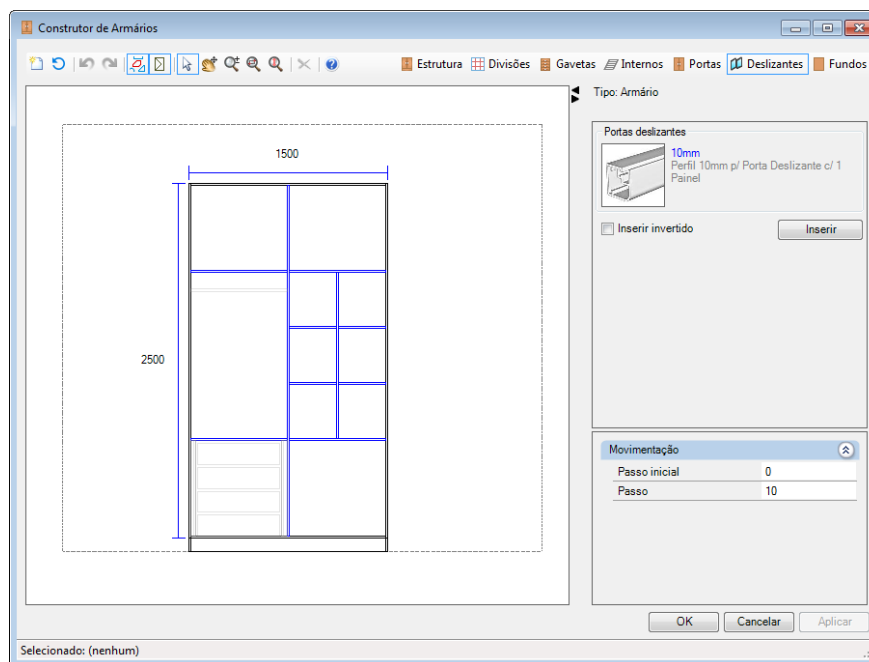 Construtor de Armários
Estrutura Divisões Gavetas Internos Portas Deslizantes Fundos
Tipo: Armário
Portas deslizantes
10mm
Perfil 10mm p/ Porta Deslizante c/ 1
Painel
Inserir invertido
Inserir
1500
2500
Movimentação
Passo inicial 0
Passo 10
OK Cancelar Aplicar
Selecionado: (nenhum)